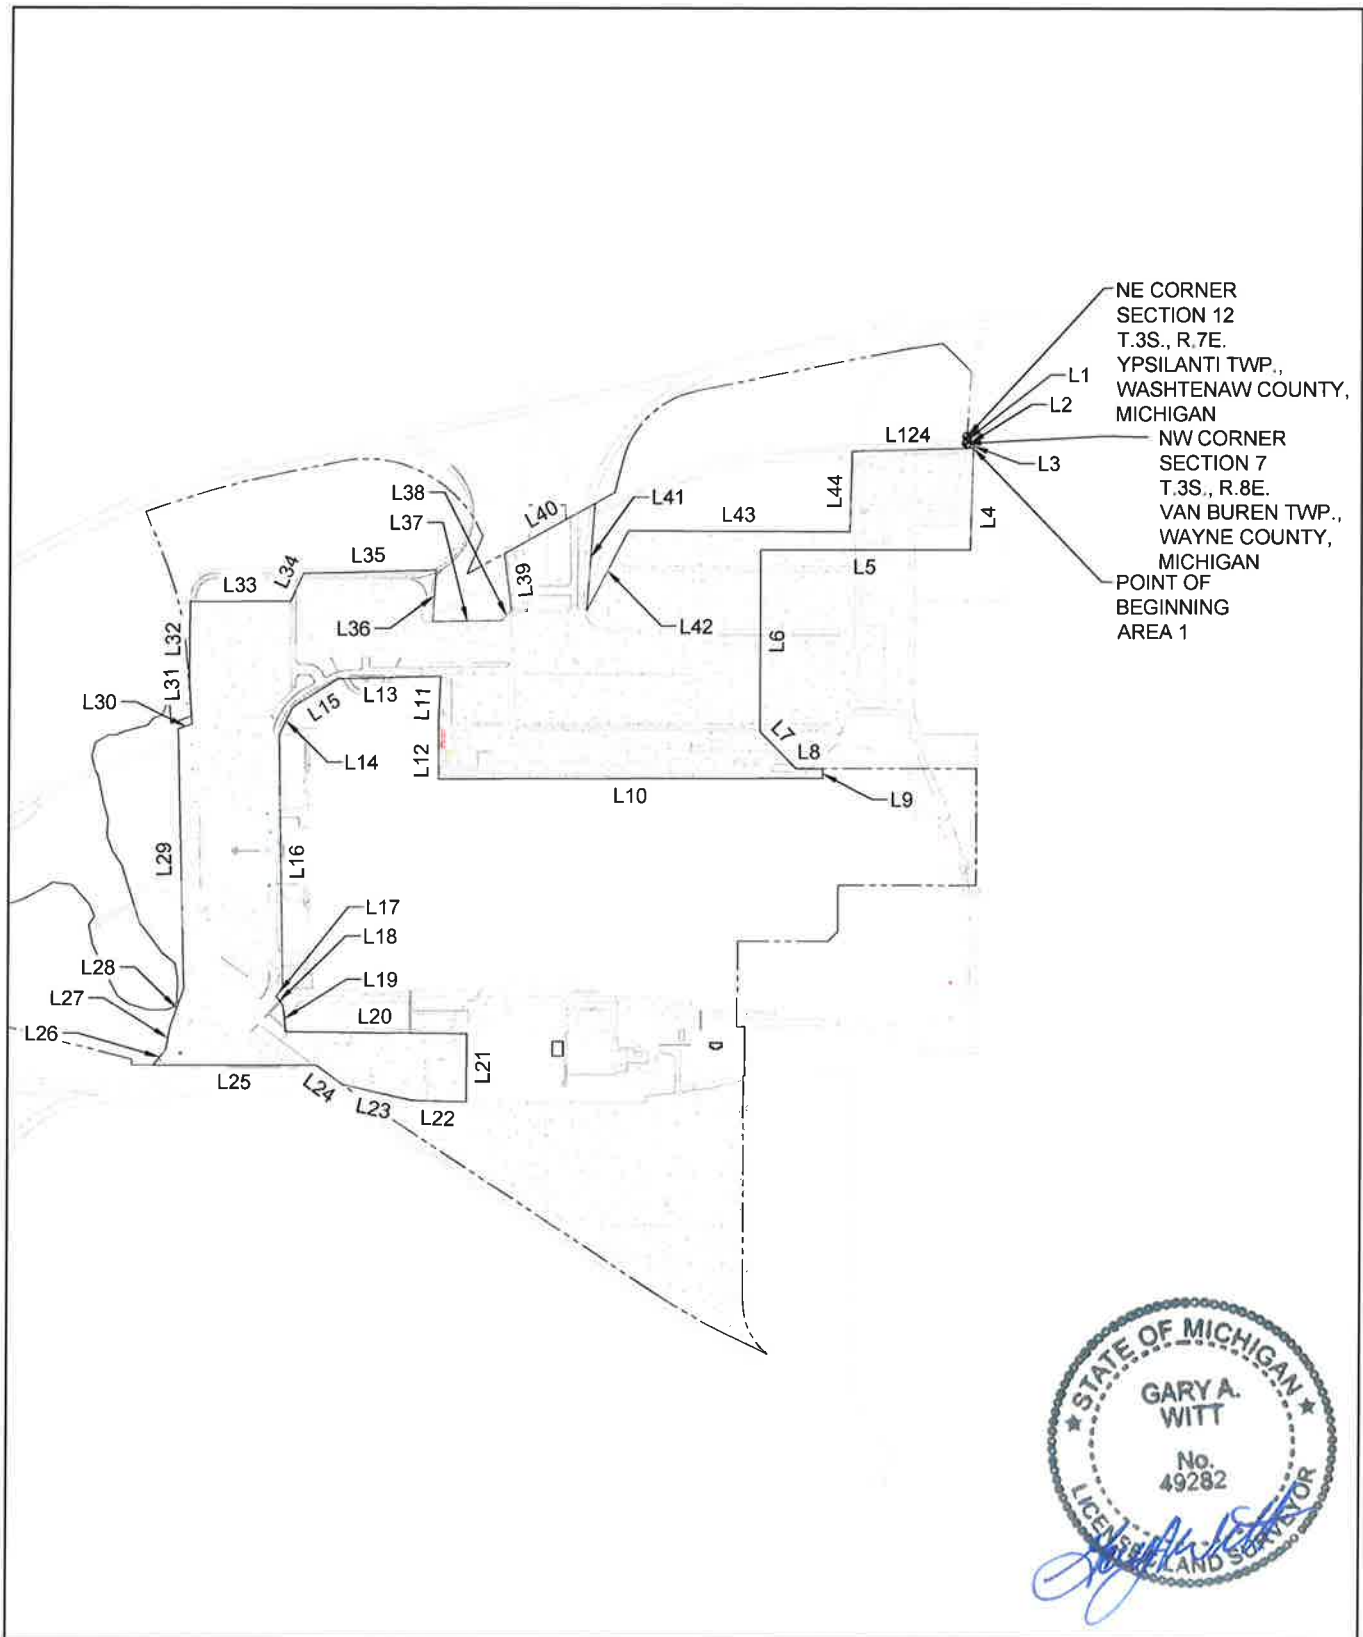 NE CORNER
SECTION 12
T.3S., R.7E.
YPSILANTI TWP.,
WASHTENAW COUNTY,
MICHIGAN
L1
L2
NW CORNER
SECTION 7
T.3S., R.8E.
VAN BUREN TWP.,
WAYNE COUNTY,
MICHIGAN
L3
POINT OF
BEGINNING
AREA 1
L124
L4
L44
L43
L5
L41
L40
L38
L37
L39
L42
L6
L35
L34
L33
L36
L32
L31
L30
L13
L15
L11
L14
L12
L7
L8
L9
L10
L29
L16
L17
L18
L19
L28
L27
L26
L20
L21
L25
L24
L23
L22
STATE OF MICHIGAN
GARY A.
WITT
No.
49282
LICENSED LAND SURVEYOR